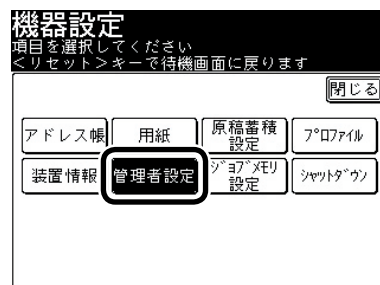 機器設定
項目を選択してください
<リセット>キーで待機画面に戻ります
閉じる
アドレス帳 用紙 原稿蓄積設定 ﾌﾟﾛﾌｧｲﾙ
装置情報 管理者設定 ｼﾞｮﾌﾞﾒﾓﾘ設定 ｼｬｯﾄﾀﾞｳﾝ